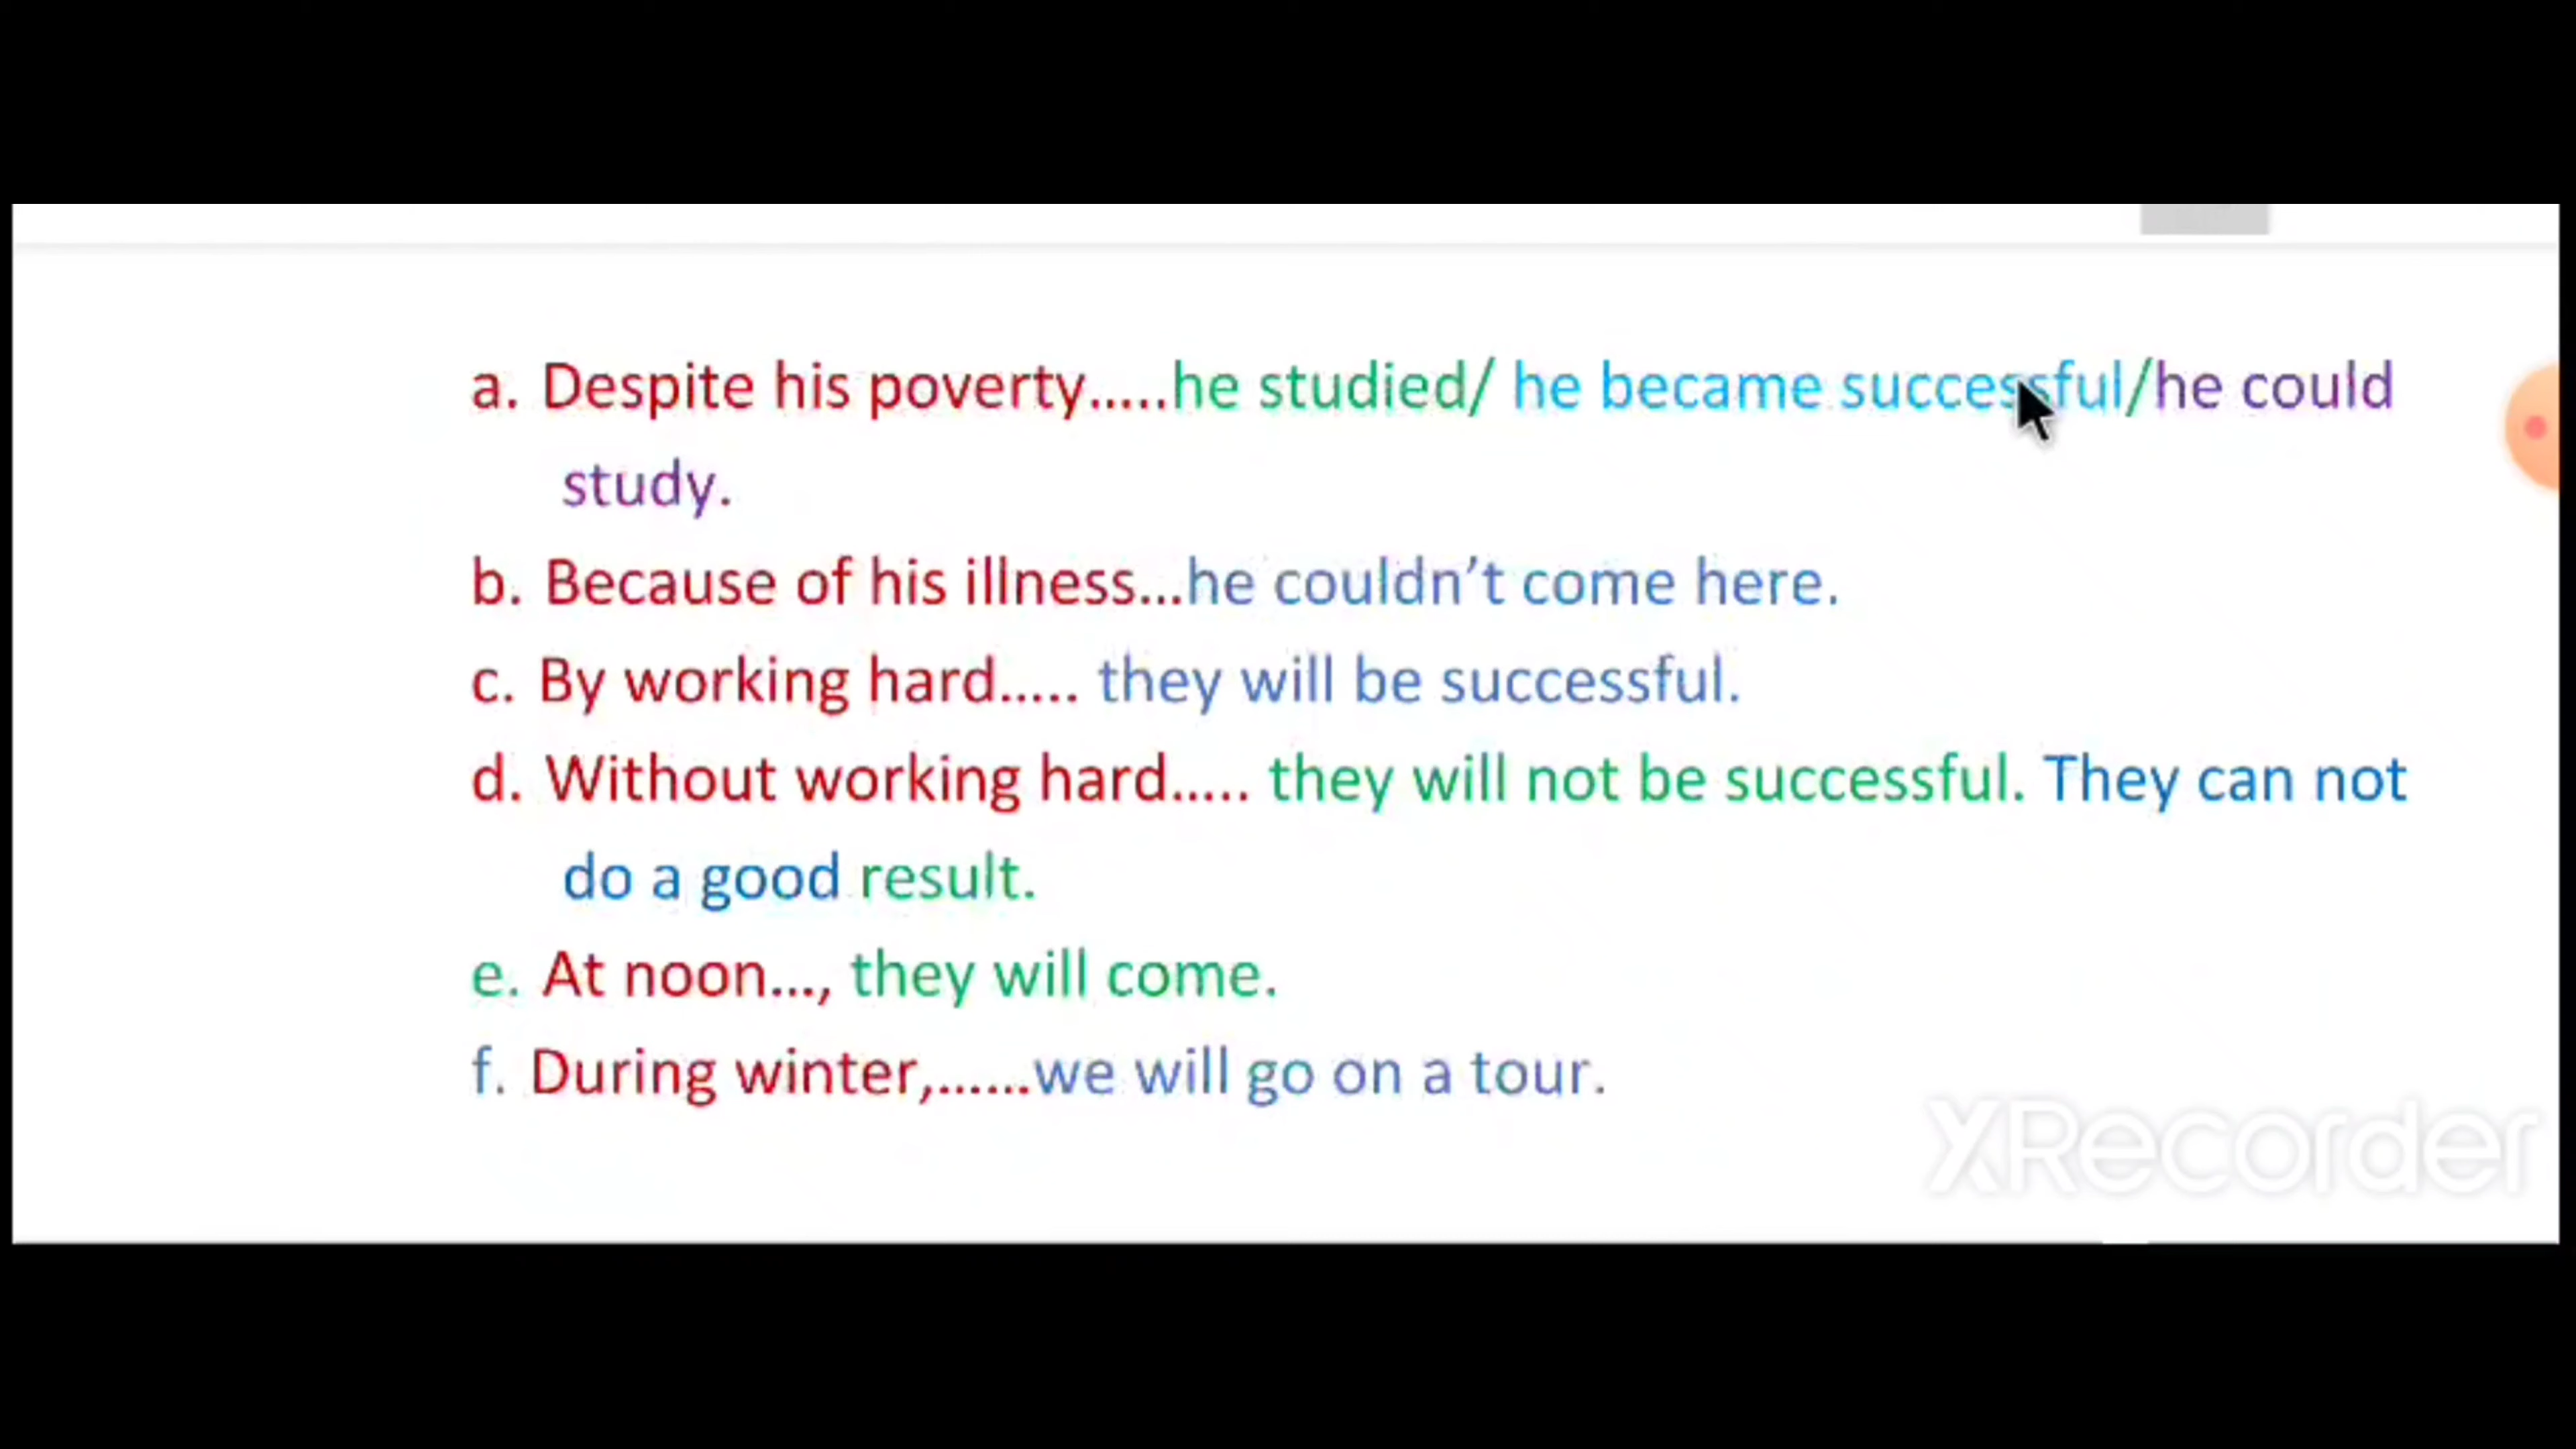 a. Despite his poverty.....he studied/ he became successful/he could
study.
b. Because of his illness...he couldn’t come here.
c. By working hard..... they will be successful.
d. Without working hard..... they will not be successful. They can not
do a good result.
e. At noon..., they will come.
f. During winter,......we will go on a tour.
XRecorder